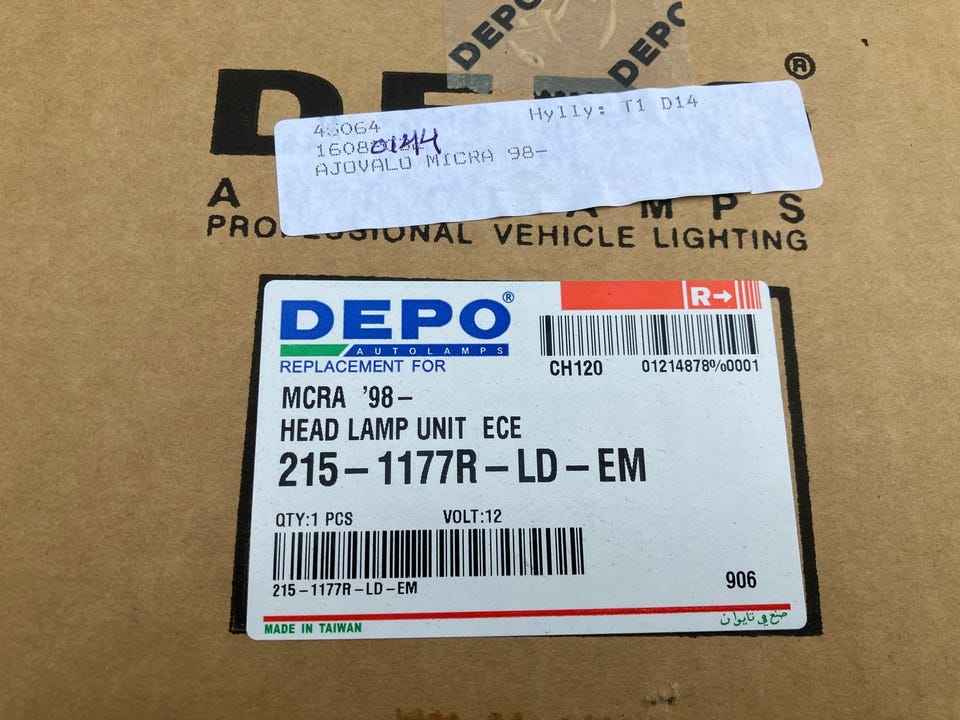 DEPO
DEPO
DEPO®
Hylly: T1 D14
AJOVALO MICRA 98-
PROFESSIONAL VEHICLE LIGHTING
DEPO®
AUTOLAMPS
REPLACEMENT FOR
R→
CH120 01214878%0001
MCRA '98-
HEAD LAMP UNIT ECE
215-1177R-LD-EM
QTY:1 PCS VOLT:12
215-1177R-LD-EM
906
MADE IN TAIWAN
صنع في تايوان